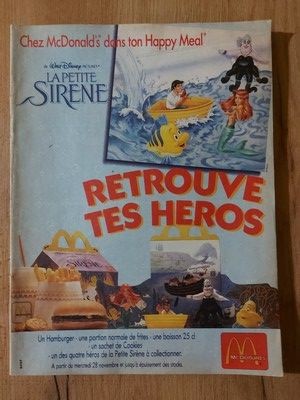 Chez McDonald's dans ton Happy Meal
Walt Disney PICTURES
LA PETITE
SIRÈNE
RETROUVE
TES HEROS
Un Hamburger - une portion normale de frites - une boisson 25 cl
- un sachet de Cookies
- un des quatre héros de la Petite Sirène à collectionner.
A partir du mercredi 28 novembre et jusqu'à épuisement des stocks.
McDonald's